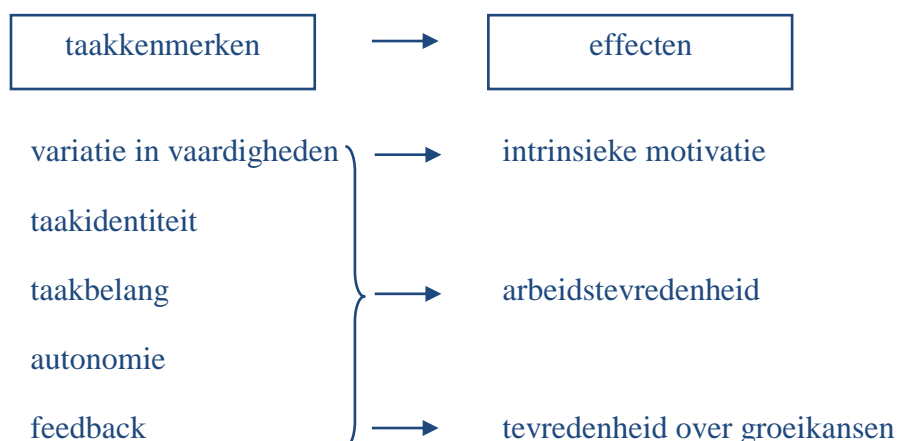 taakkenmerken effecten
variatie in vaardigheden intrinsieke motivatie
taakidentiteit
taakbelang arbeidstevredenheid
autonomie
feedback tevredenheid over groeikansen